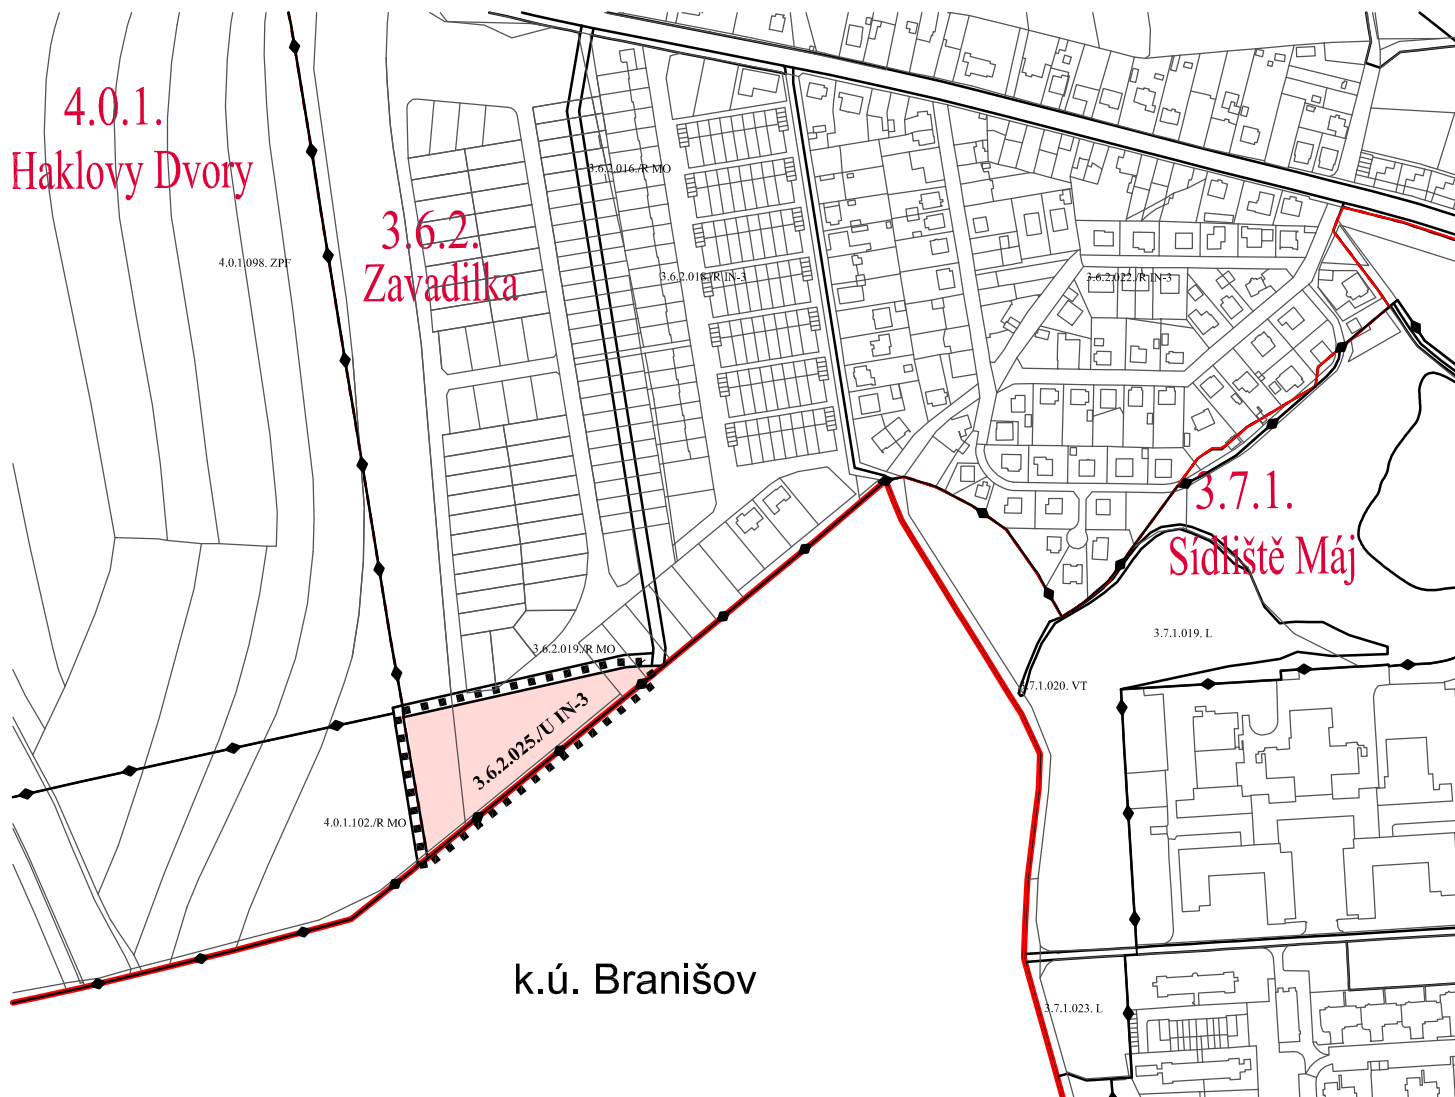 4.0.1.
Haklovy Dvory
3.6.2.016./R MO
3.6.2.
Zavadilka
4.0.1.098. ZPF
3.6.2.018./R IN-3
3.6.2.022./R IN-3
3.7.1.
Sídliště Máj
3.7.1.019. L
3.6.2.019./R MO
3.7.1.020. VT
3.6.2.025./U IN-3
4.0.1.102./R MO
k.ú. Branišov
3.7.1.023. L